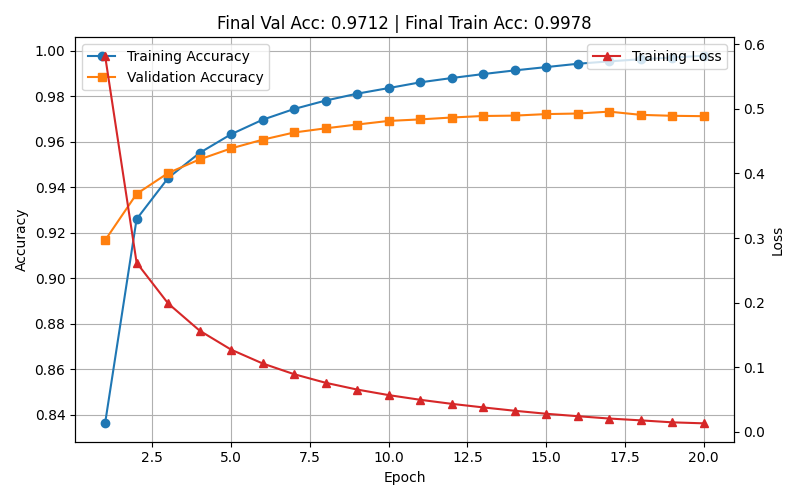 Final Val Acc: 0.9712 | Final Train Acc: 0.9978
Training Accuracy
Validation Accuracy
Training Loss
1.00
0.98
0.96
0.94
0.92
0.90
0.88
0.86
0.84
Accuracy
0.6
0.5
0.4
0.3
0.2
0.1
0.0
Loss
2.5 5.0 7.5 10.0 12.5 15.0 17.5 20.0
Epoch